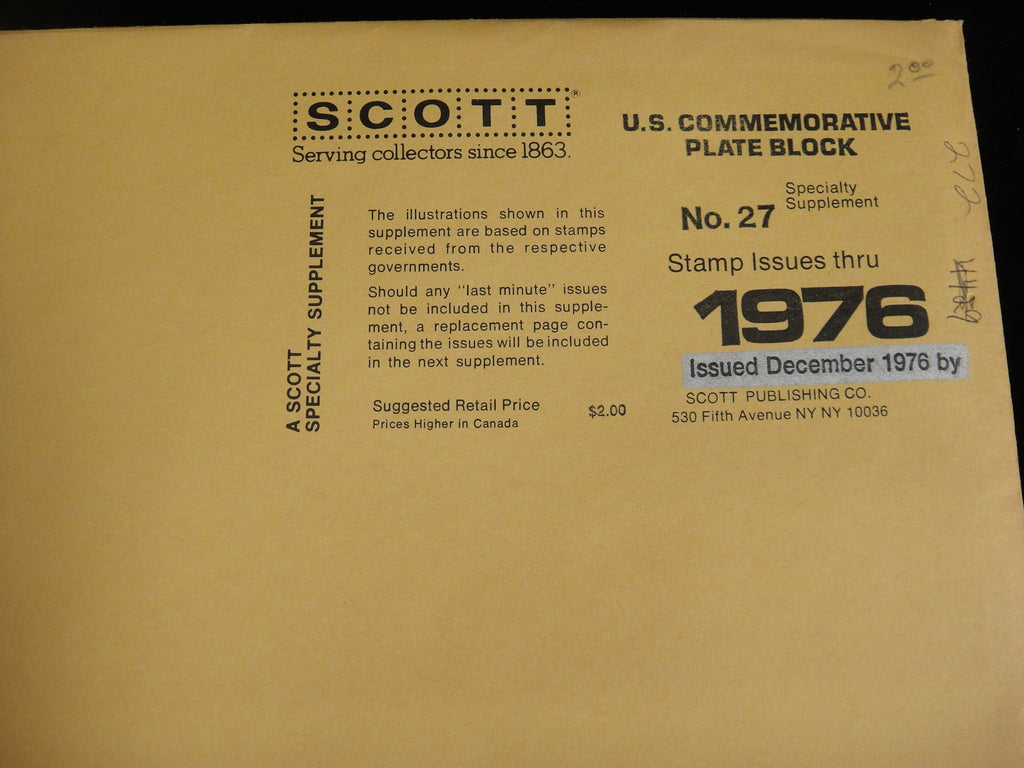 2.00
SCOTT®
Serving collectors since 1863.
A SCOTT
SPECIALTY SUPPLEMENT
The illustrations shown in this
supplement are based on stamps
received from the respective
governments.
Should any "last minute" issues
not be included in this supple-
ment, a replacement page con-
taining the issues will be included
in the next supplement.
Suggested Retail Price $2.00
Prices Higher in Canada
U.S. COMMEMORATIVE
PLATE BLOCK
No. 27 Specialty
Supplement
Stamp Issues thru
1976
Issued December 1976 by
SCOTT PUBLISHING CO.
530 Fifth Avenue NY NY 10036